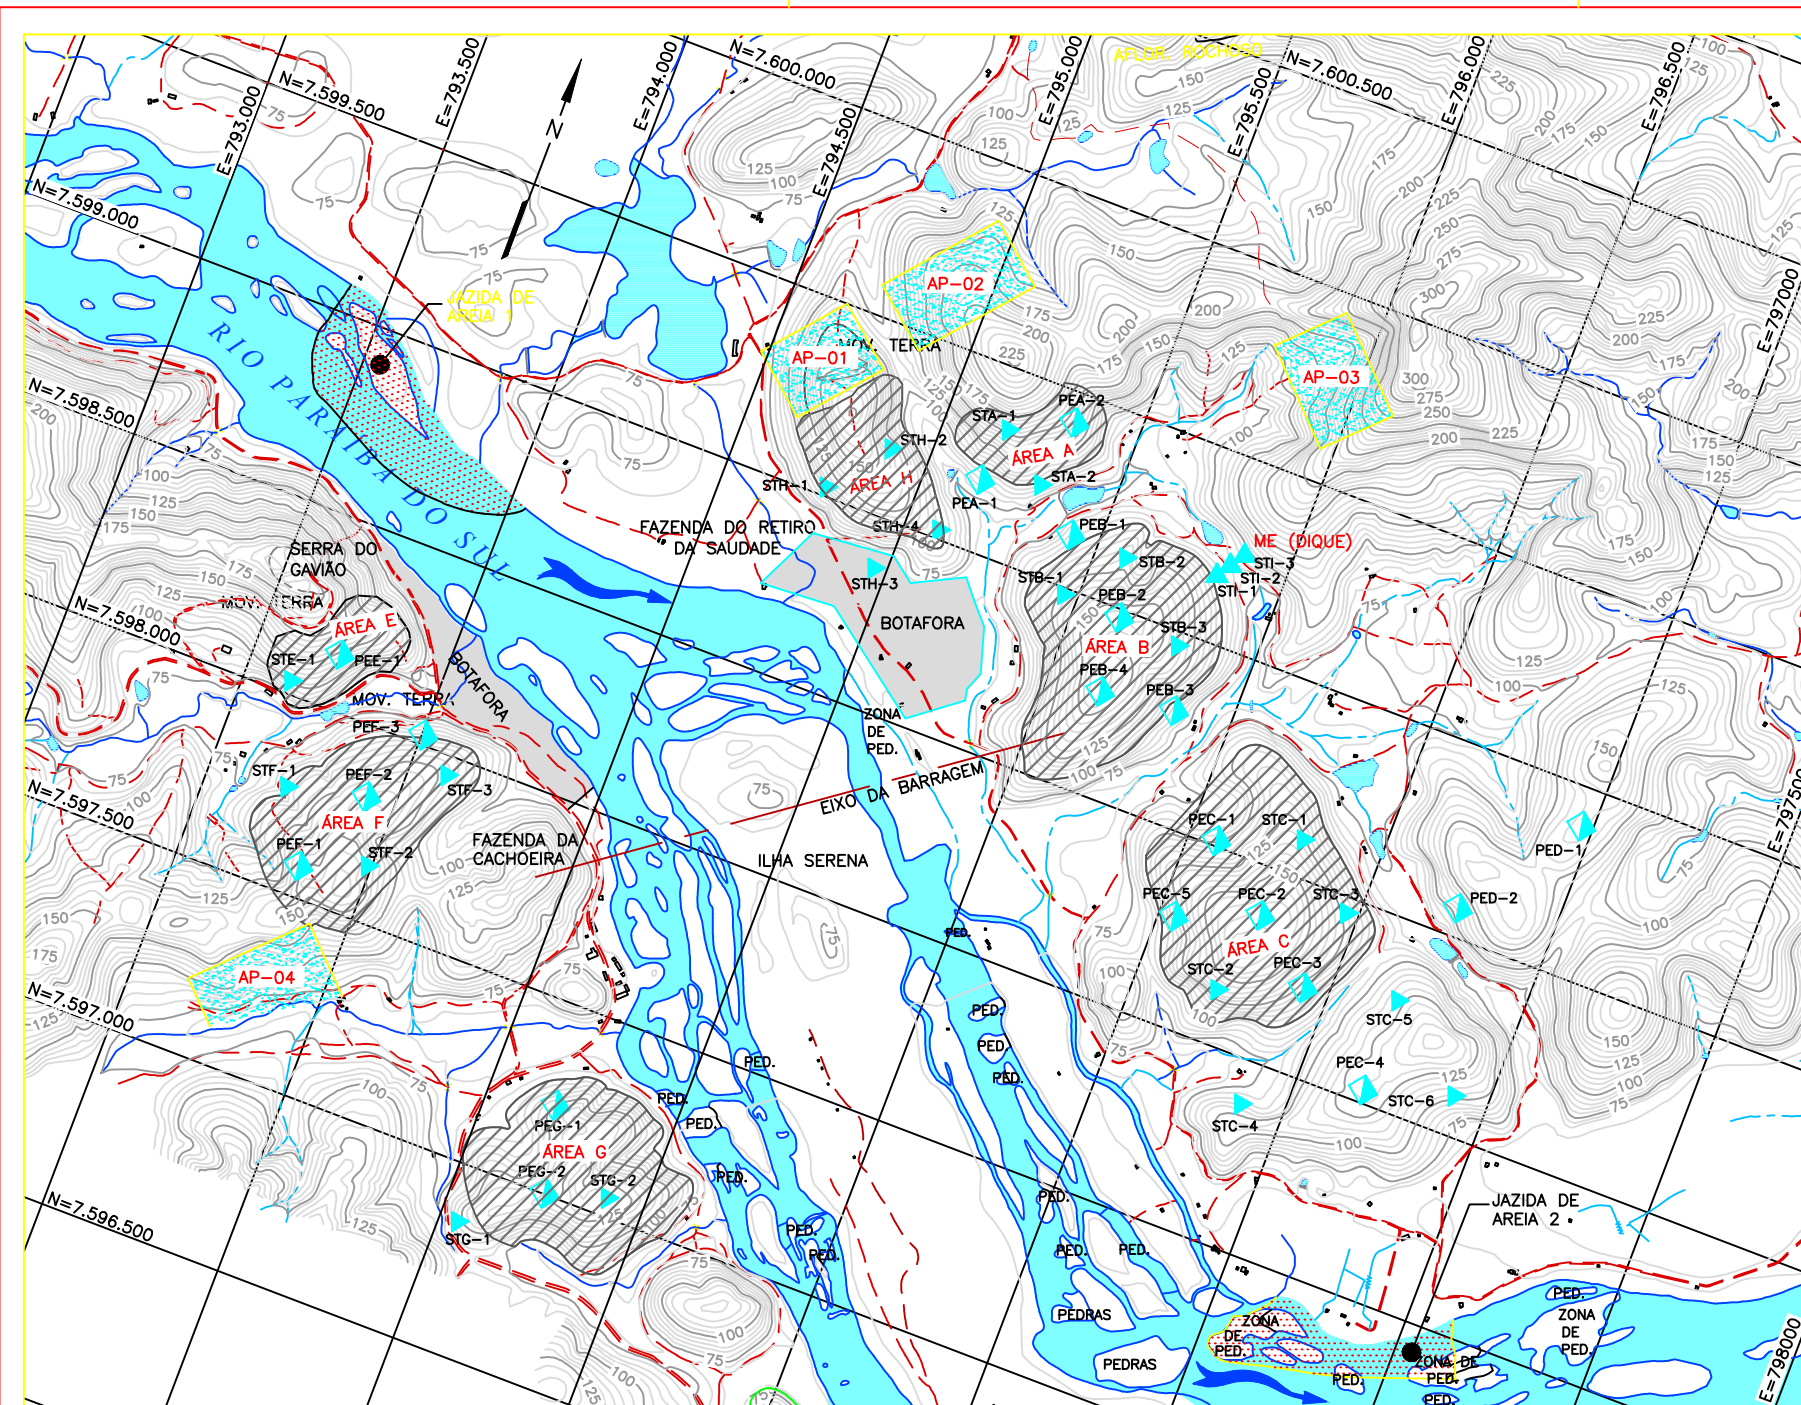 AFLOR. ROCHOSO
N=7.600.000
N=7.600.500
N=7.599.500
N=7.599.000
N=7.598.500
N=7.598.000
N=7.597.500
N=7.597.000
N=7.596.500
E=793.000
E=793.500
E=794.000
E=794.500
E=795.000
E=795.500
E=796.000
E=796.500
E=797000
E=797500
E=798000
N
JAZIDA DE
AREIA 1
RIO PARAIBA DO SUL
AP-01
MOV. TERRA
AP-02
AP-03
STA-1
PEA-2
ÁREA A
STA-2
PEA-1
STH-2
ÁREA H
STH-1
STH-4
STH-3
FAZENDA DO RETIRO
DA SAUDADE
BOTAFORA
PEB-1
STB-2
STB-1
PEB-2
STB-3
ÁREA B
PEB-4
PEB-3
ME (DIQUE)
STI-3
STI-2
STI-1
SERRA DO
GAVIÃO
MOV. TERRA
ÁREA E
STE-1
PEE-1
BOTAFORA
MOV. TERRA
PEF-3
STF-1
PEF-2
STF-3
ÁREA F
PEF-1
STF-2
FAZENDA DA
CACHOEIRA
ZONA
DE
PED.
EIXO DA BARRAGEM
ILHA SERENA
PEC-1
STC-1
PEC-5
PEC-2
STC-3
ÁREA C
STC-2
PEC-3
STC-5
PEC-4
STC-6
STC-4
PED-1
PED-2
AP-04
PEG-1
ÁREA G
PEG-2
STG-2
STG-1
PED.
PED.
PED.
PED.
PED.
PED.
PED.
PED.
PED.
PED.
PED.
PED.
PED.
PEDRAS
PEDRAS
JAZIDA DE
AREIA 2
ZONA
DE
PED.
ZONA DE
PED.
PED.
PED.
PED.
ZONA
DE
PED.